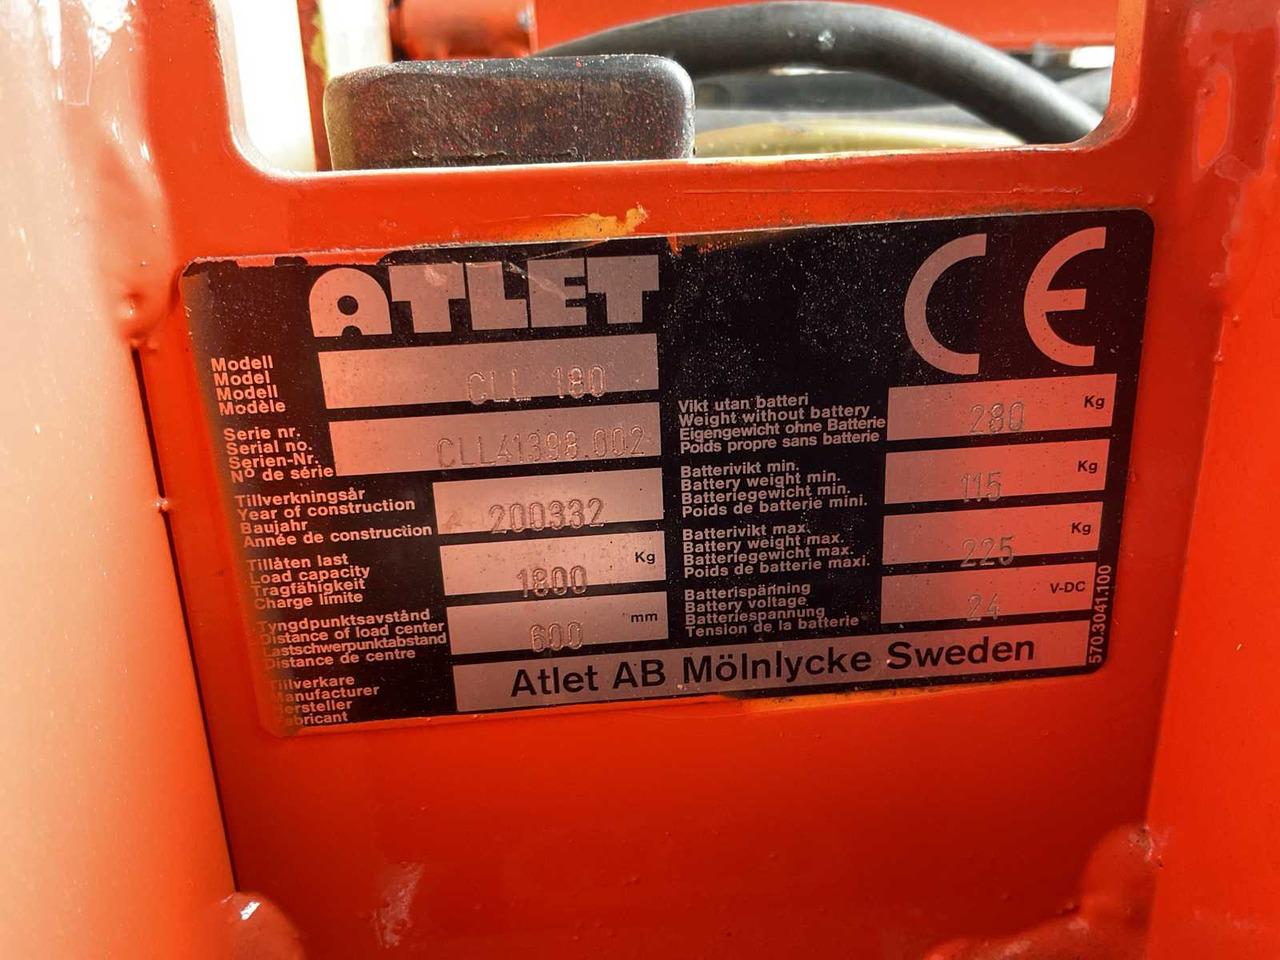 ATLET
CE
Modell
Model
Modell
Modèle
CLL 180
Serie nr.
Serial no.
Serien-Nr.
Nº de série
CLL41398.002
Tillverkningsår
Year of construction
Baujahr
Année de construction
200332
Tillåten last
Load capacity
Tragfähigkeit
Charge limite
1800 Kg
Tyngdpunktsavstånd
Distance of load center
Lastschwerpunktabstand
Distance de centre
600 mm
Tillverkare
Manufacturer
Hersteller
Fabricant
Vikt utan batteri
Weight without battery
Eigengewicht ohne Batterie
Poids propre sans batterie
280 Kg
Batterivikt min.
Battery weight min.
Batteriegewicht min.
Poids de batterie mini.
115 Kg
Batterivikt max.
Battery weight max.
Batteriegewicht max.
Poids de batterie maxi.
225 Kg
Batterispänning
Battery voltage
Batteriespannung
Tension de la batterie
24 V-DC
Atlet AB Mölnlycke Sweden
570.3041.100